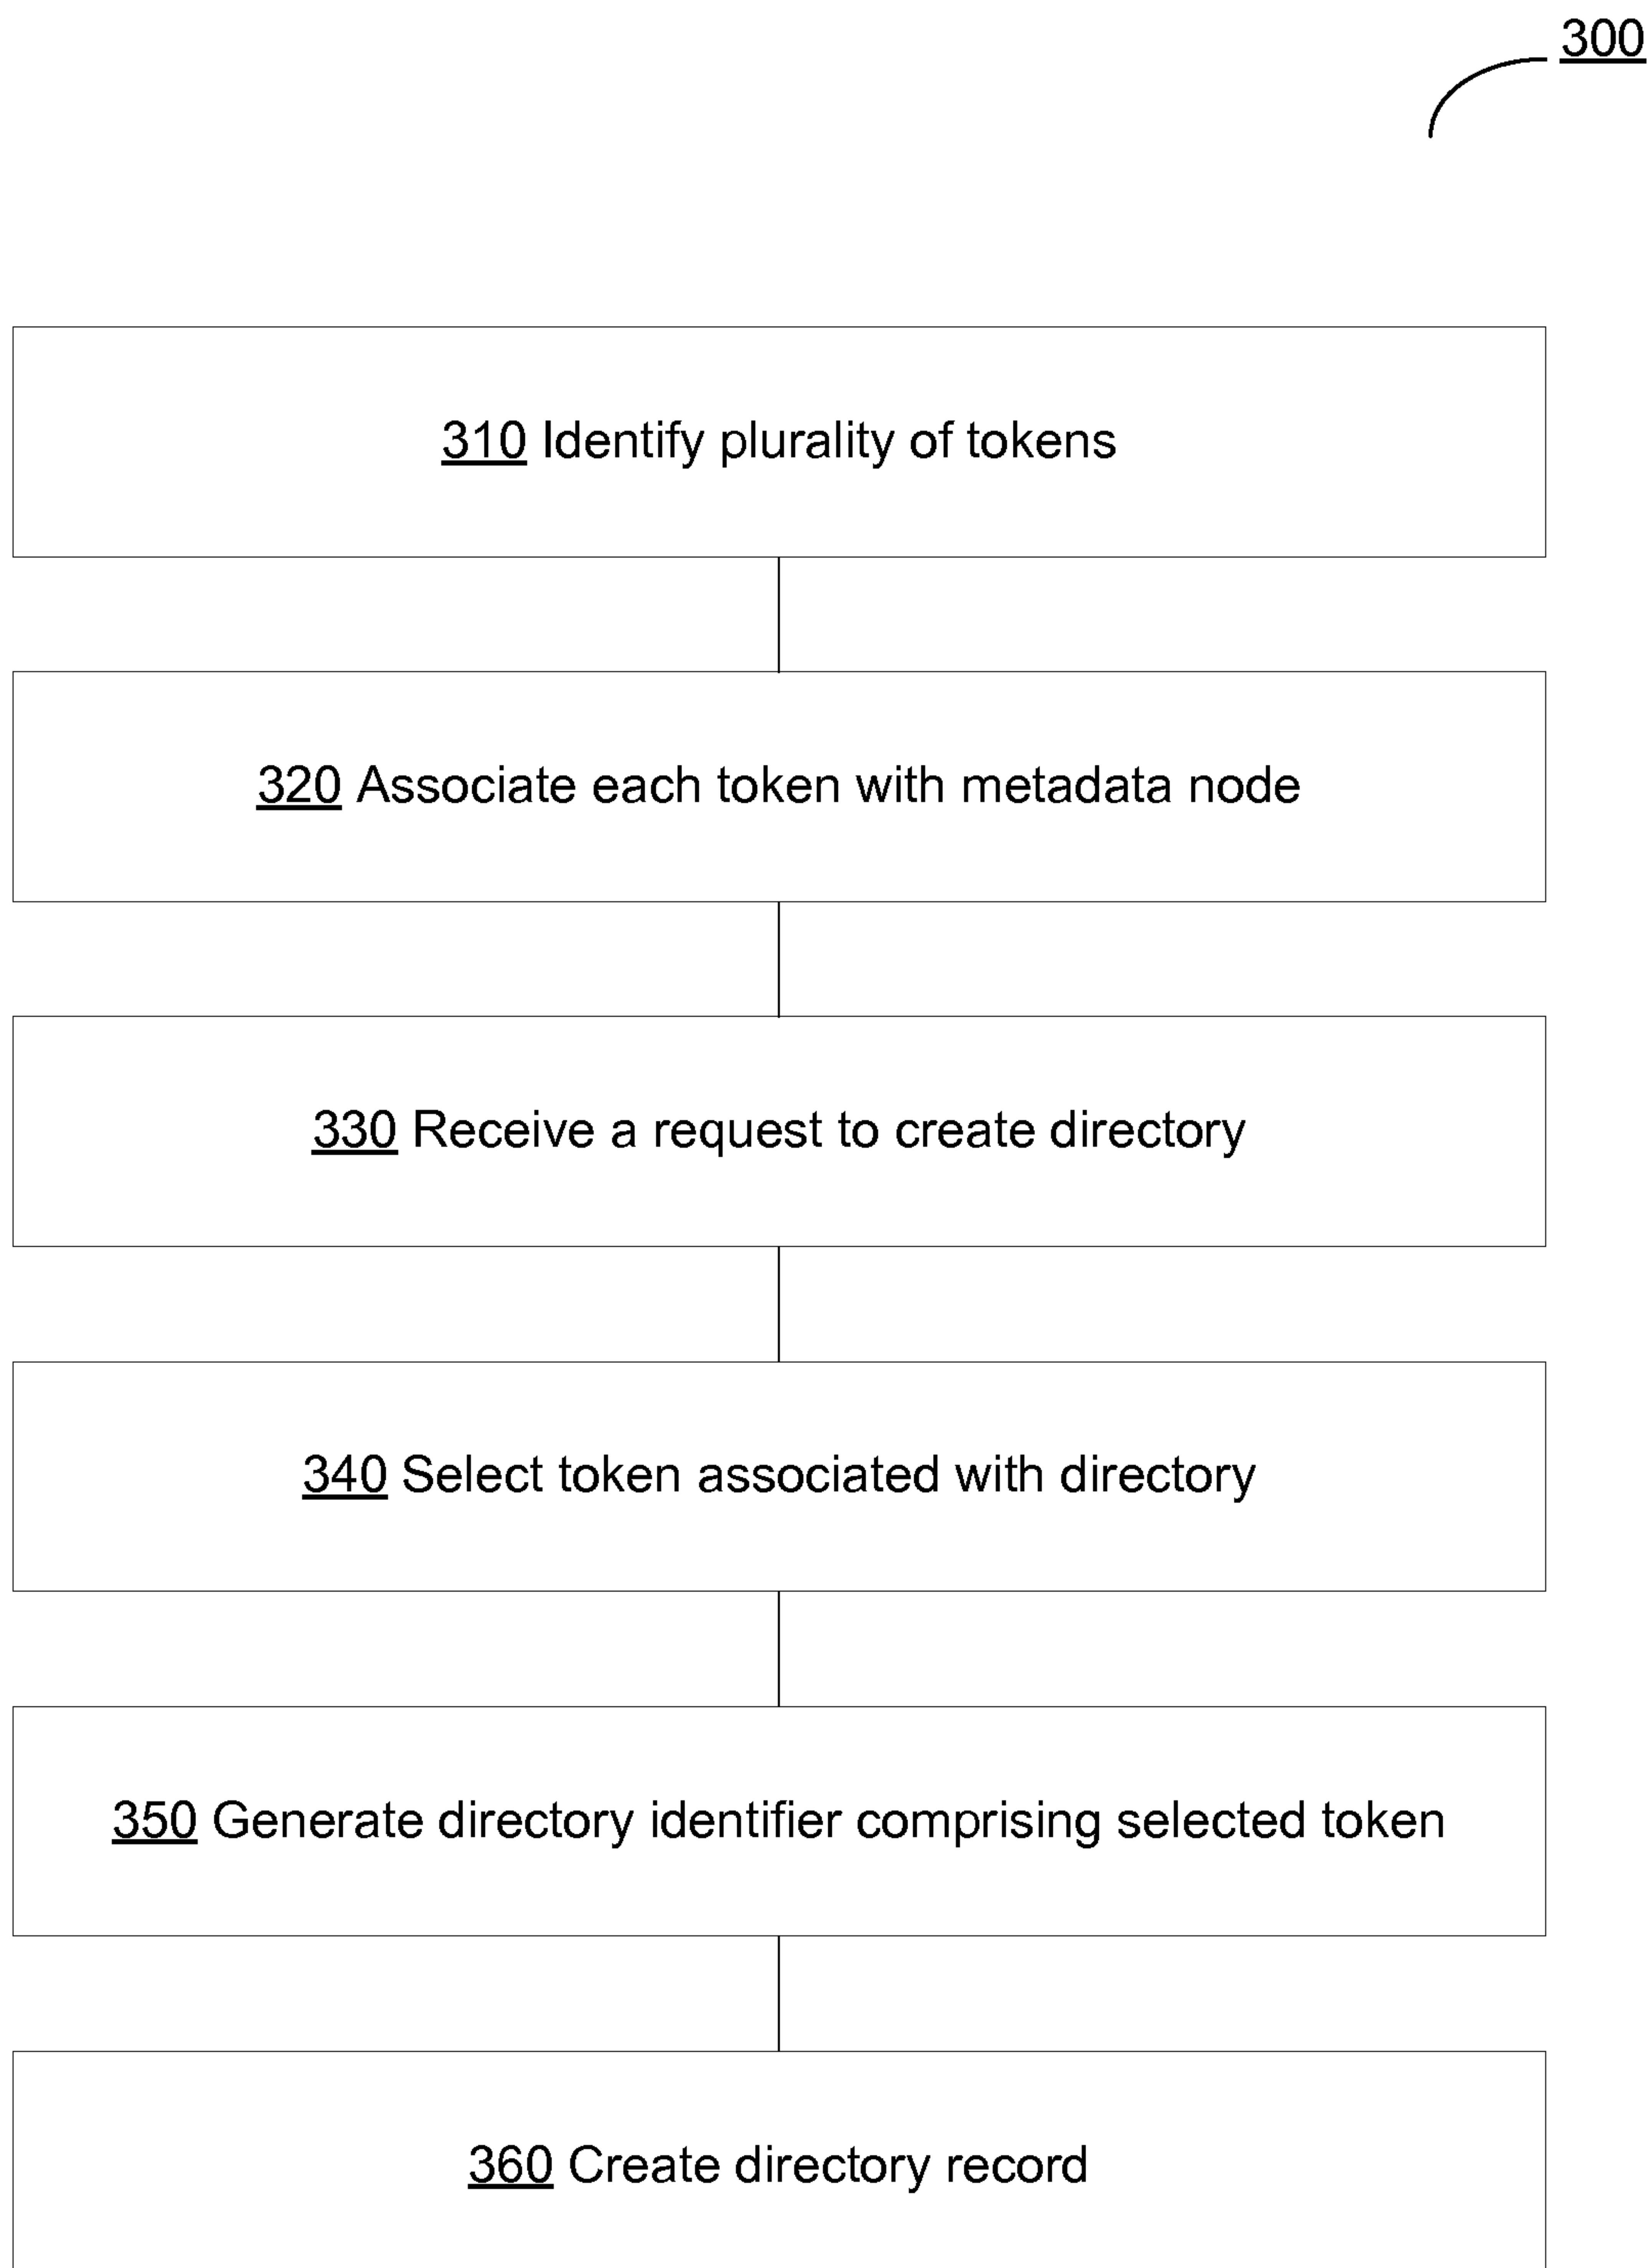 300
310 Identify plurality of tokens
320 Associate each token with metadata node
330 Receive a request to create directory
340 Select token associated with directory
350 Generate directory identifier comprising selected token
360 Create directory record